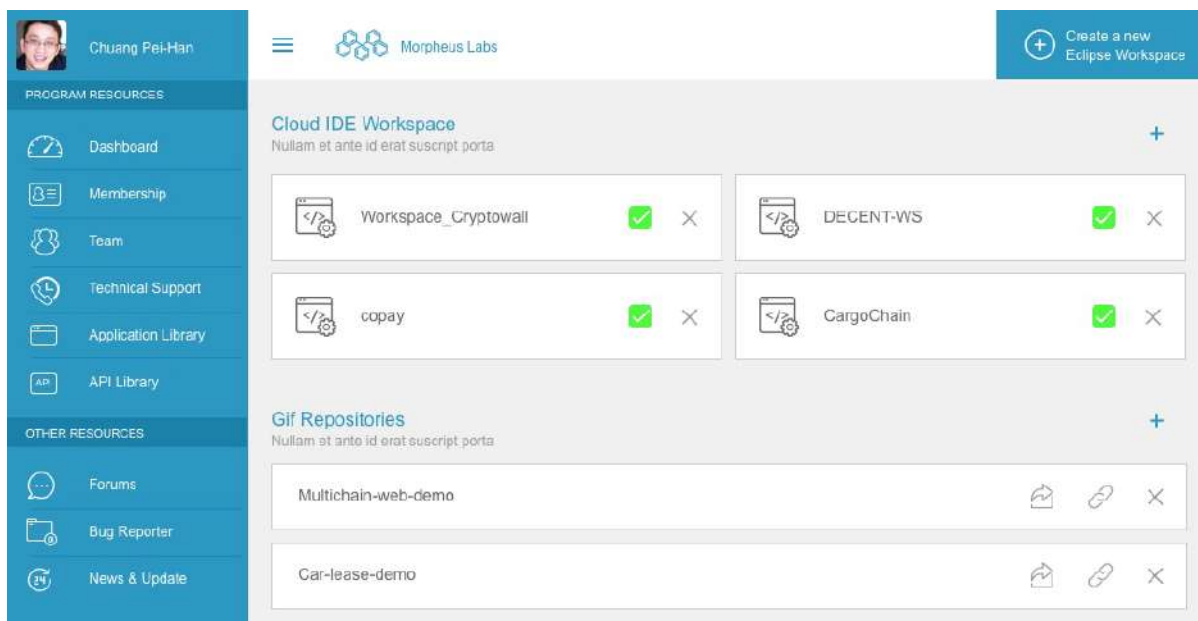 Chuang Pei-Han
Morpheus Labs
Create a new
Eclipse Workspace
PROGRAM RESOURCES
Dashboard
Membership
Team
Technical Support
Application Library
API
API Library
OTHER RESOURCES
Forums
Bug Reporter
24
News & Update
Cloud IDE Workspace
Nullam et ante id erat suscript porta
Workspace_Cryptowall
DECENT-WS
copay
CargoChain
Gif Repositories
Nullam et ante id erat suscript porta
Multichain-web-demo
Car-lease-demo